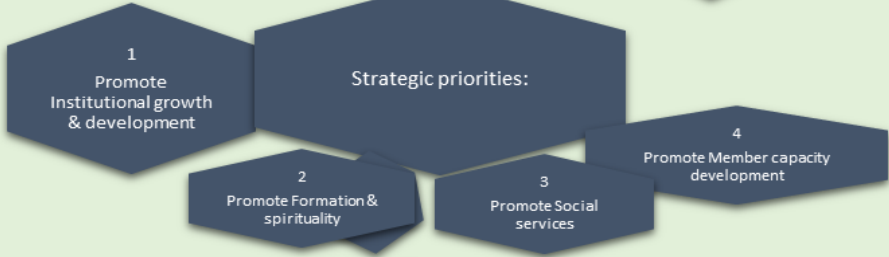 Strategic priorities:
1
Promote
Institutional growth
& development
2
Promote Formation &
spirituality
3
Promote Social
services
4
Promote Member capacity
development